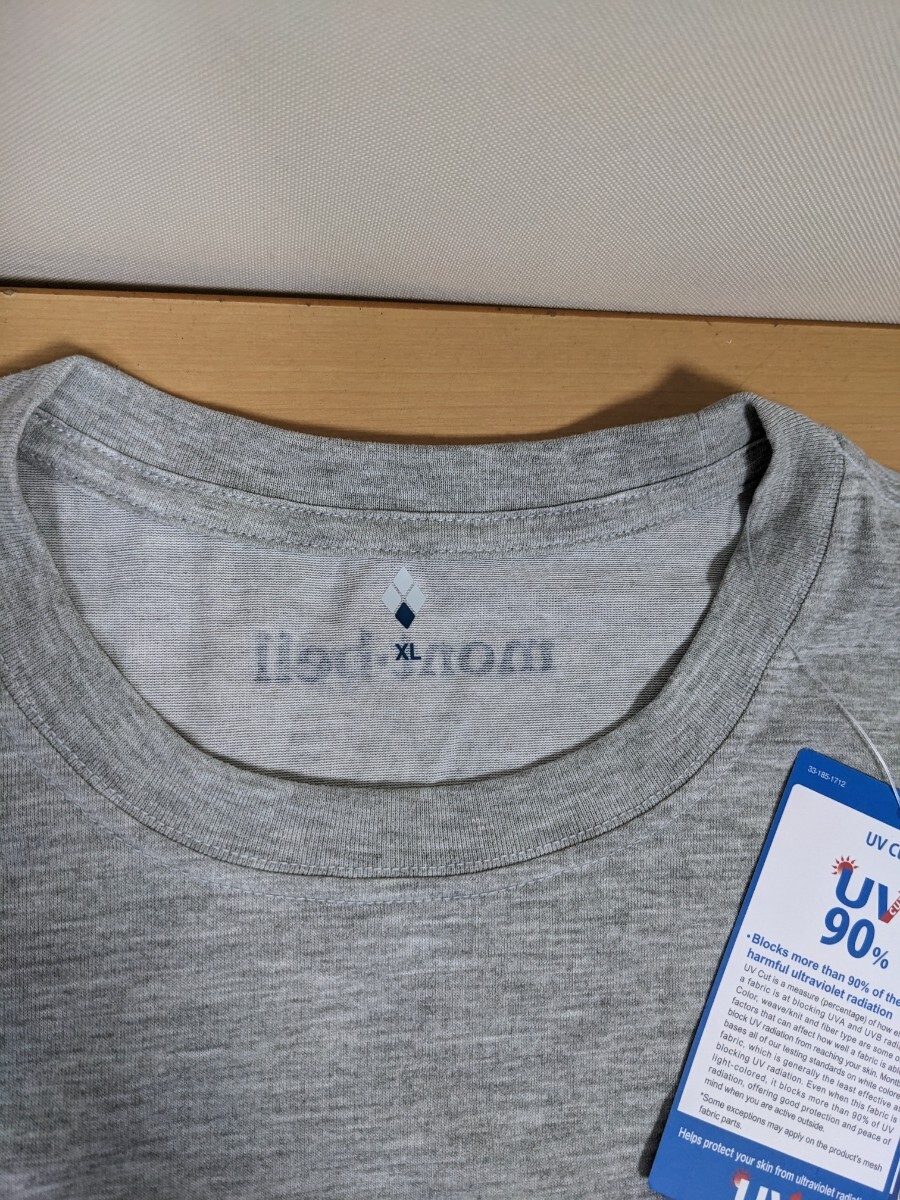 XL
mont-bell
33-185-1712
UV
UV
CUT
90%
• Blocks more than 90% of the
harmful ultraviolet radiation
UV Cut is a measure (percentage) of how
a fabric is at blocking UVA and UVB
Color, weave/knit and fiber type are some
factors that can affect how well a fabric is
block UV radiation from reaching your skin.
bases all of our testing standards on white
fabric, which is generally the least effective
blocking UV radiation. Even when this fabric is
light-colored, it blocks more than 90% of UV
radiation, offering good protection and peace of
mind when you are active outside.
*Some exceptions may apply on the product's mesh
fabric parts.
Helps protect your skin from ultraviolet
UV